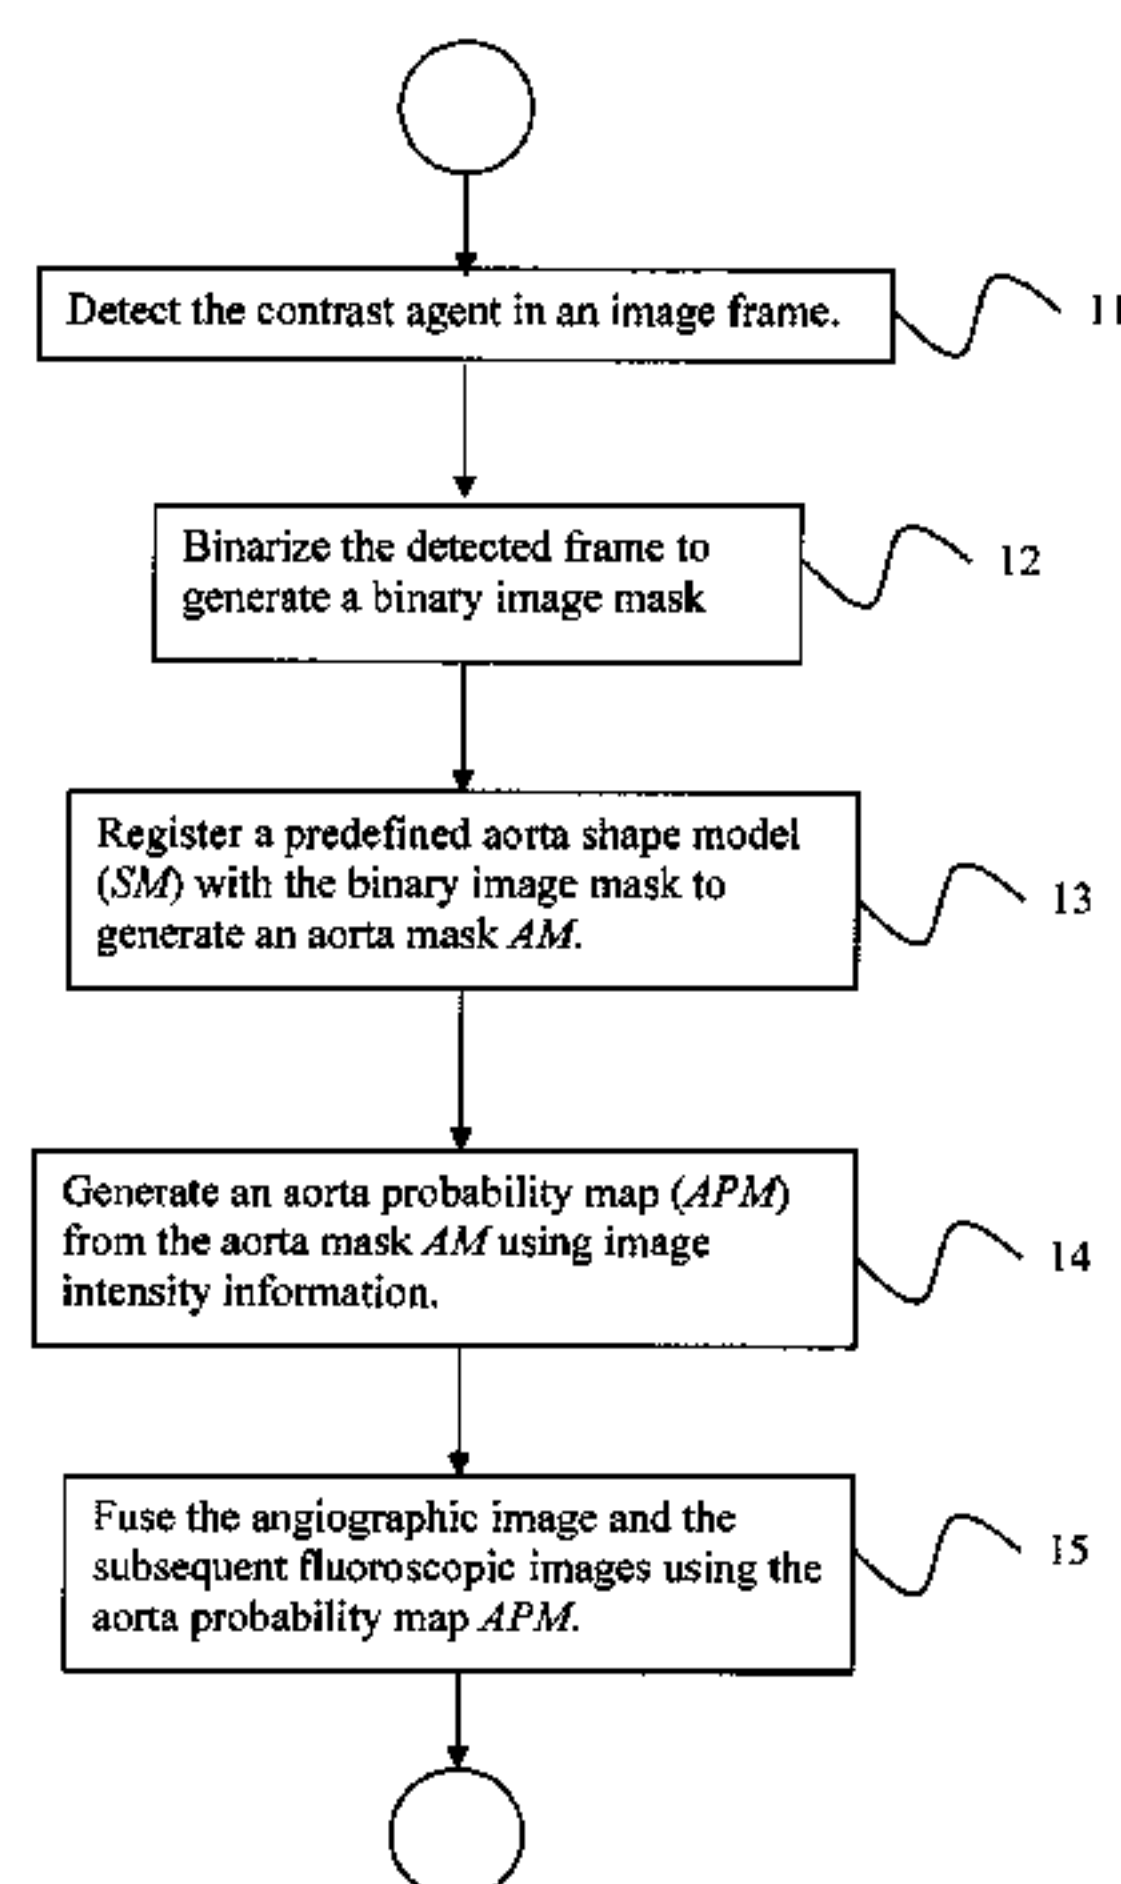 Detect the contrast agent in an image frame.
11
Binarize the detected frame to
generate a binary image mask
12
Register a predefined aorta shape model
(SM) with the binary image mask to
generate an aorta mask AM.
13
Generate an aorta probability map (APM)
from the aorta mask AM using image
intensity information.
14
Fuse the angiographic image and the
subsequent fluoroscopic images using the
aorta probability map APM.
15